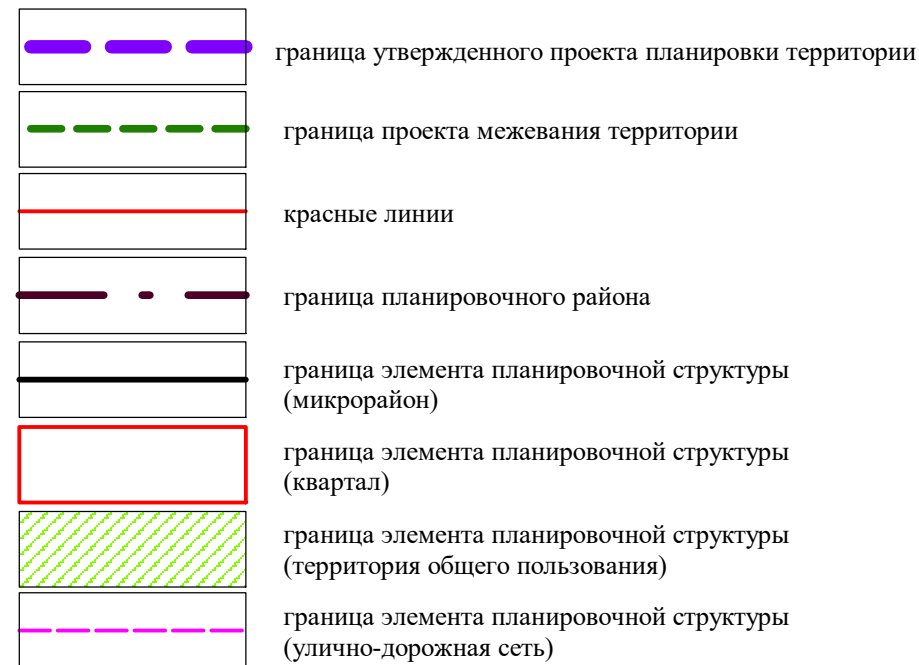 граница утвержденного проекта планировки территории
граница проекта межевания территории
красные линии
граница планировочного района
граница элемента планировочной структуры
(микрорайон)
граница элемента планировочной структуры
(квартал)
граница элемента планировочной структуры
(территория общего пользования)
граница элемента планировочной структуры
(улично-дорожная сеть)